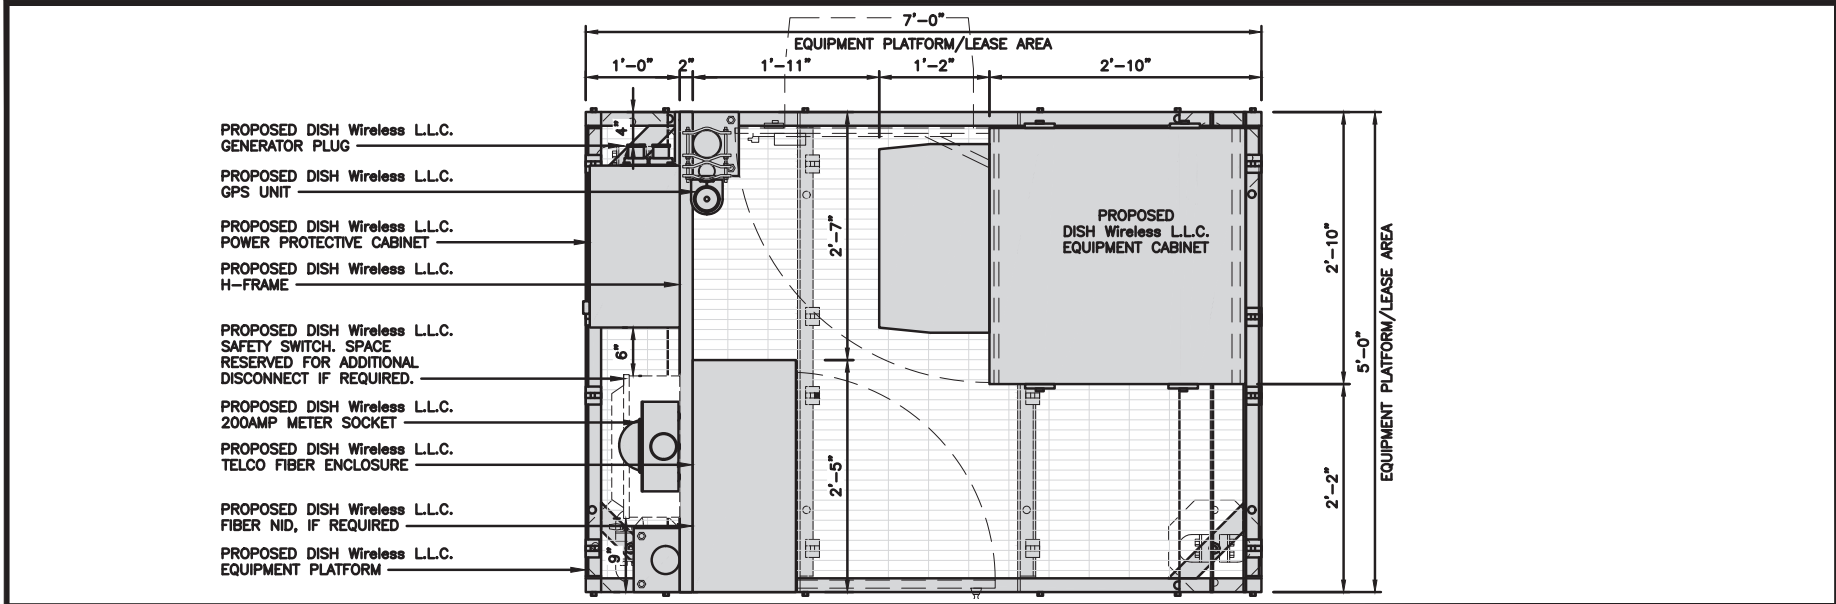 7'-0"
EQUIPMENT PLATFORM/LEASE AREA
1'-0" 2" 1'-11" 1'-2" 2'-10"
PROPOSED DISH Wireless L.L.C.
GENERATOR PLUG
PROPOSED DISH Wireless L.L.C.
GPS UNIT
PROPOSED DISH Wireless L.L.C.
POWER PROTECTIVE CABINET
PROPOSED DISH Wireless L.L.C.
H-FRAME
PROPOSED DISH Wireless L.L.C.
SAFETY SWITCH. SPACE
RESERVED FOR ADDITIONAL
DISCONNECT IF REQUIRED.
PROPOSED DISH Wireless L.L.C.
200AMP METER SOCKET
PROPOSED DISH Wireless L.L.C.
TELCO FIBER ENCLOSURE
PROPOSED DISH Wireless L.L.C.
FIBER NID, IF REQUIRED
PROPOSED DISH Wireless L.L.C.
EQUIPMENT PLATFORM
4"
6"
9"
2'-7"
2'-5"
PROPOSED
DISH Wireless L.L.C.
EQUIPMENT CABINET
2'-10"
2'-2"
5'-0"
EQUIPMENT PLATFORM/LEASE AREA